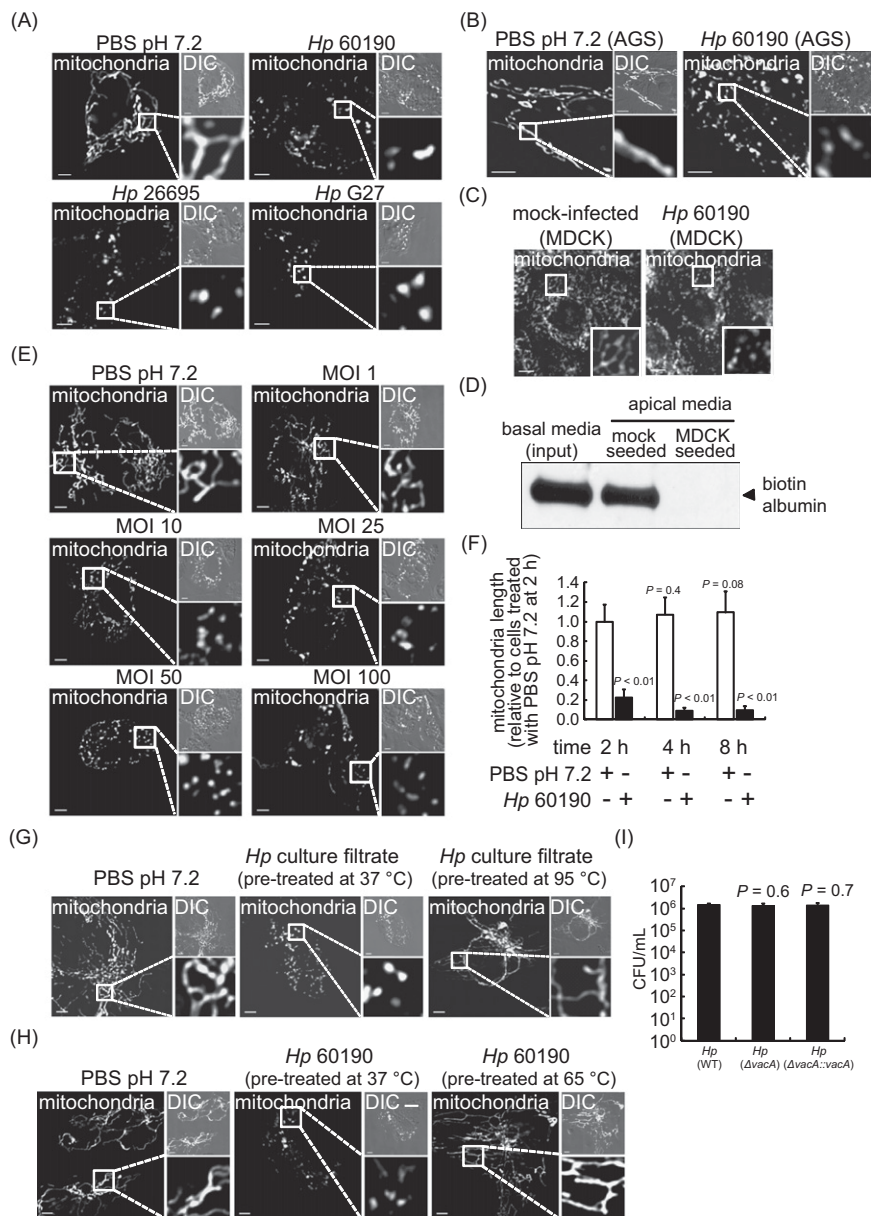 (A)
PBS pH 7.2
Hp 60190
mitochondria
DIC
mitochondria
DIC
Hp 26695
Hp G27
mitochondria
DIC
mitochondria
DIC
(B)
PBS pH 7.2 (AGS)
Hp 60190 (AGS)
mitochondria
DIC
mitochondria
DIC
(C)
mock-infected
(MDCK)
Hp 60190
(MDCK)
mitochondria
mitochondria
(D)
apical media
basal media
(input)
mock
seeded
MDCK
seeded
biotin
albumin
(E)
PBS pH 7.2
MOI 1
mitochondria
DIC
mitochondria
DIC
MOI 10
MOI 25
mitochondria
DIC
mitochondria
DIC
MOI 50
MOI 100
mitochondria
DIC
mitochondria
DIC
(F)
mitochondria length
(relative to cells treated
with PBS pH 7.2 at 2 h)
1.4
1.2
1.0
0.8
0.6
0.4
0.2
0.0
P = 0.4
P = 0.08
P < 0.01
P < 0.01
P < 0.01
time 2 h 4 h 8 h
PBS pH 7.2 + - + - + -
Hp 60190 - + - + - +
(G)
PBS pH 7.2
Hp culture filtrate
(pre-treated at 37 °C)
Hp culture filtrate
(pre-treated at 95 °C)
mitochondria
DIC
mitochondria
DIC
mitochondria
DIC
(H)
PBS pH 7.2
Hp 60190
(pre-treated at 37 °C)
Hp 60190
(pre-treated at 65 °C)
mitochondria
DIC
mitochondria
DIC
mitochondria
DIC
(I)
CFU/mL
10⁷
10⁶
10⁵
10⁴
10³
10²
10¹
10⁰
P = 0.6
P = 0.7
Hp
(WT)
Hp
(ΔvacA)
Hp
(ΔvacA::vacA)